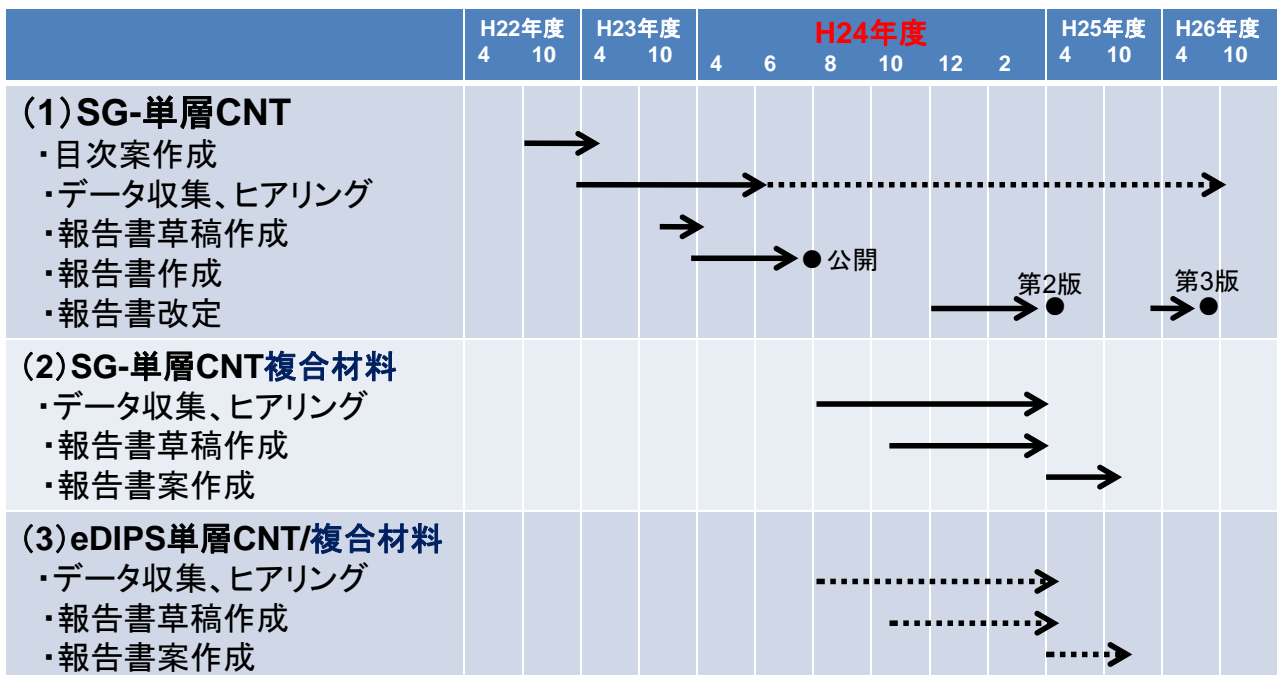 H22年度 H23年度 H24年度 H25年度 H26年度
4 10 4 10 4 6 8 10 12 2 4 10 4 10
(1)SG-単層CNT
・目次案作成
・データ収集、ヒアリング
・報告書草稿作成
・報告書作成
公開
・報告書改定
第2版
第3版
(2)SG-単層CNT複合材料
・データ収集、ヒアリング
・報告書草稿作成
・報告書案作成
(3)eDIPS単層CNT/複合材料
・データ収集、ヒアリング
・報告書草稿作成
・報告書案作成